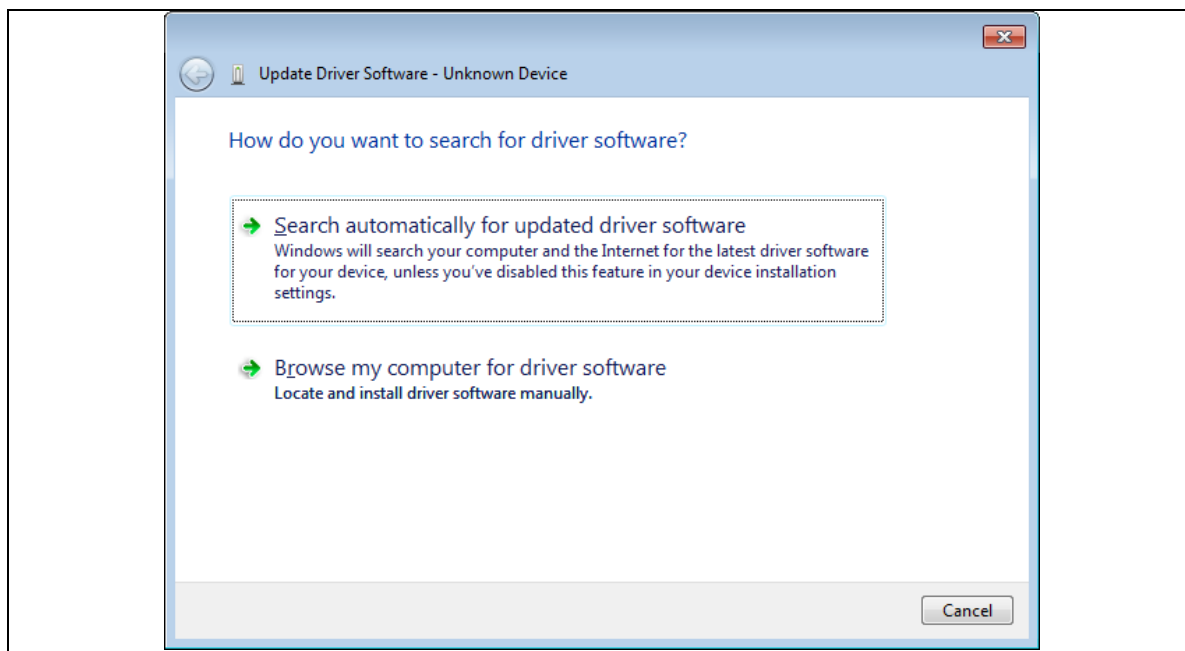 Update Driver Software - Unknown Device
How do you want to search for driver software?
Search automatically for updated driver software
Windows will search your computer and the Internet for the latest driver software
for your device, unless you've disabled this feature in your device installation
settings.
Browse my computer for driver software
Locate and install driver software manually.
Cancel